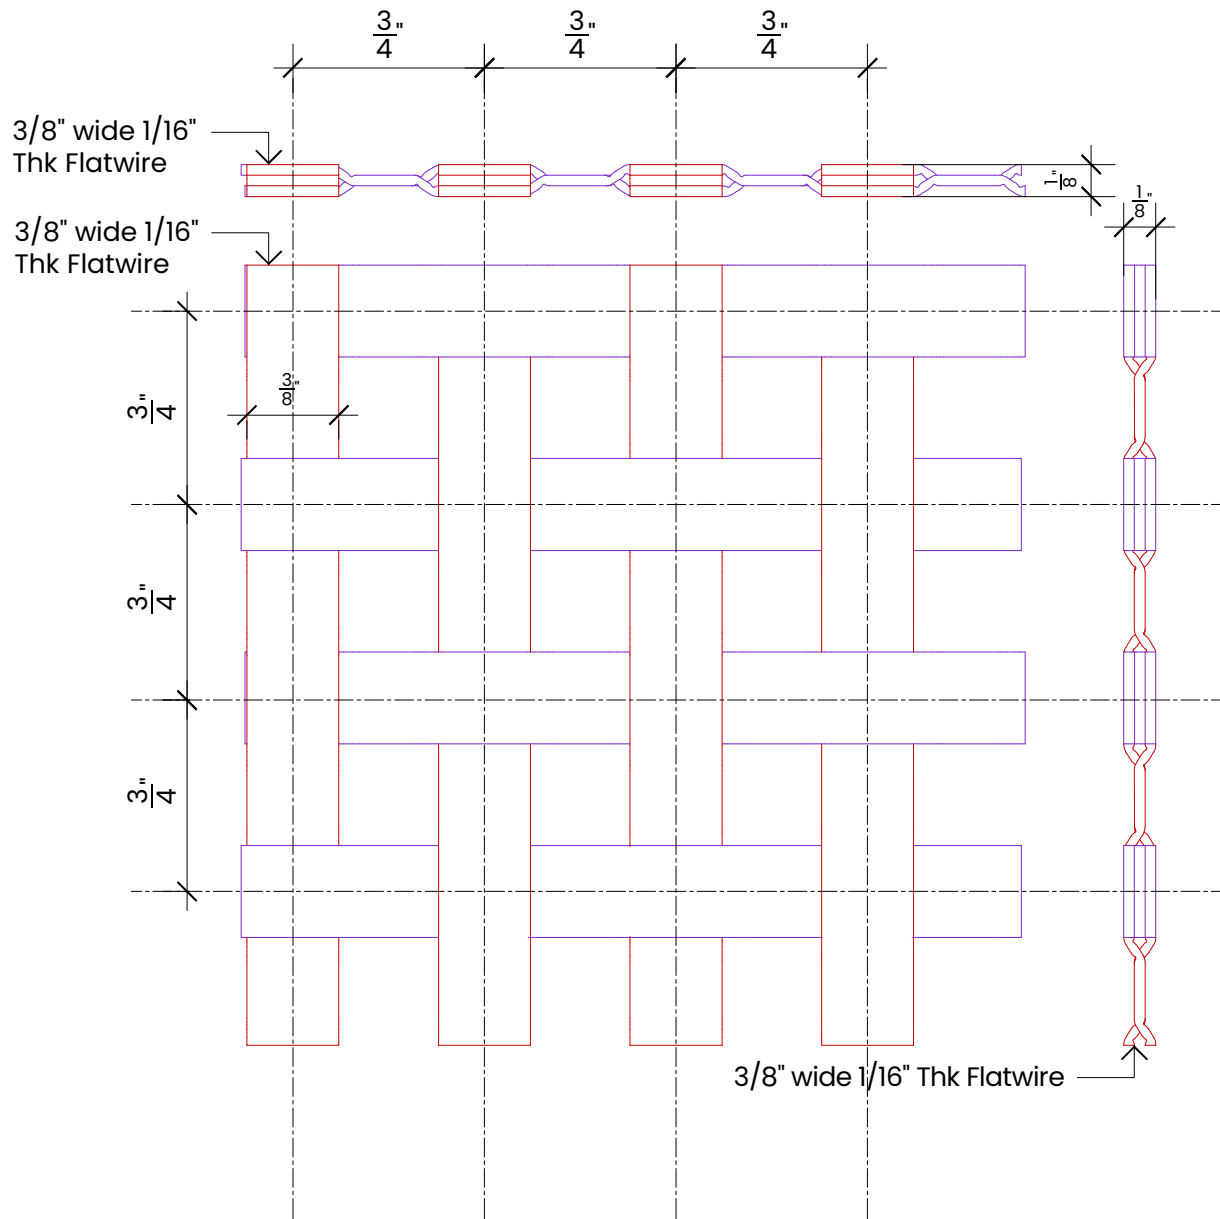 3/4" 3/4" 3/4"
3/8" wide 1/16"
Thk Flatwire
1/8"
1/8"
3/8" wide 1/16"
Thk Flatwire
3/8"
3/4"
3/4"
3/4"
3/8" wide 1/16" Thk Flatwire